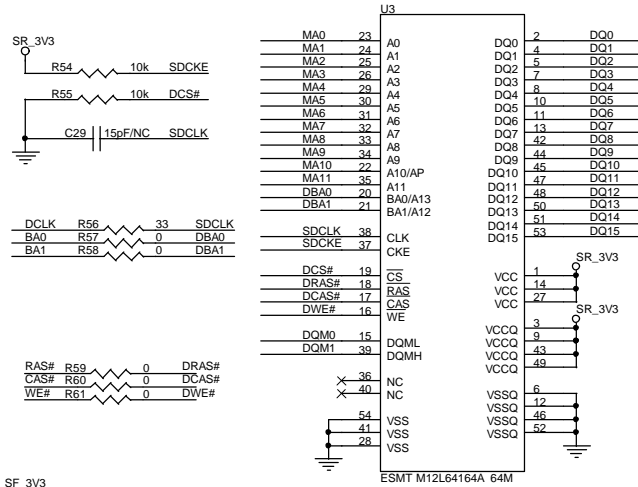 U3
SR_3V3
R54 10k SDCKE
R55 10k DCS#
C29 15pF/NC SDCLK
DCLK R56 33 SDCLK
BA0 R57 0 DBA0
BA1 R58 0 DBA1
RAS# R59 0 DRAS#
CAS# R60 0 DCAS#
WE# R61 0 DWE#
SF_3V3
MA0 23 A0 DQ0 2 DQ0
MA1 24 A1 DQ1 4 DQ1
MA2 25 A2 DQ2 5 DQ2
MA3 26 A3 DQ3 7 DQ3
MA4 29 A4 DQ4 8 DQ4
MA5 30 A5 DQ5 10 DQ5
MA6 31 A6 DQ6 11 DQ6
MA7 32 A7 DQ7 13 DQ7
MA8 33 A8 DQ8 42 DQ8
MA9 34 A9 DQ9 44 DQ9
MA10 22 A10/AP DQ10 45 DQ10
MA11 35 A11 DQ11 47 DQ11
DBA0 20 BA0/A13 DQ12 48 DQ12
DBA1 21 BA1/A12 DQ13 50 DQ13
DQ14 51 DQ14
SDCLK 38 CLK DQ15 53 DQ15
SDCKE 37 CKE
SR_3V3
DCS# 19 CS VCC 1
DRAS# 18 RAS VCC 14
DCAS# 17 CAS VCC 27
DWE# 16 WE
SR_3V3
VCCQ 3
DQM0 15 DQML VCCQ 9
DQM1 39 DQMH VCCQ 43
VCCQ 49
36 NC
40 NC VSSQ 6
VSSQ 12
54 VSS VSSQ 46
41 VSS VSSQ 52
28 VSS
ESMT M12L64164A 64M